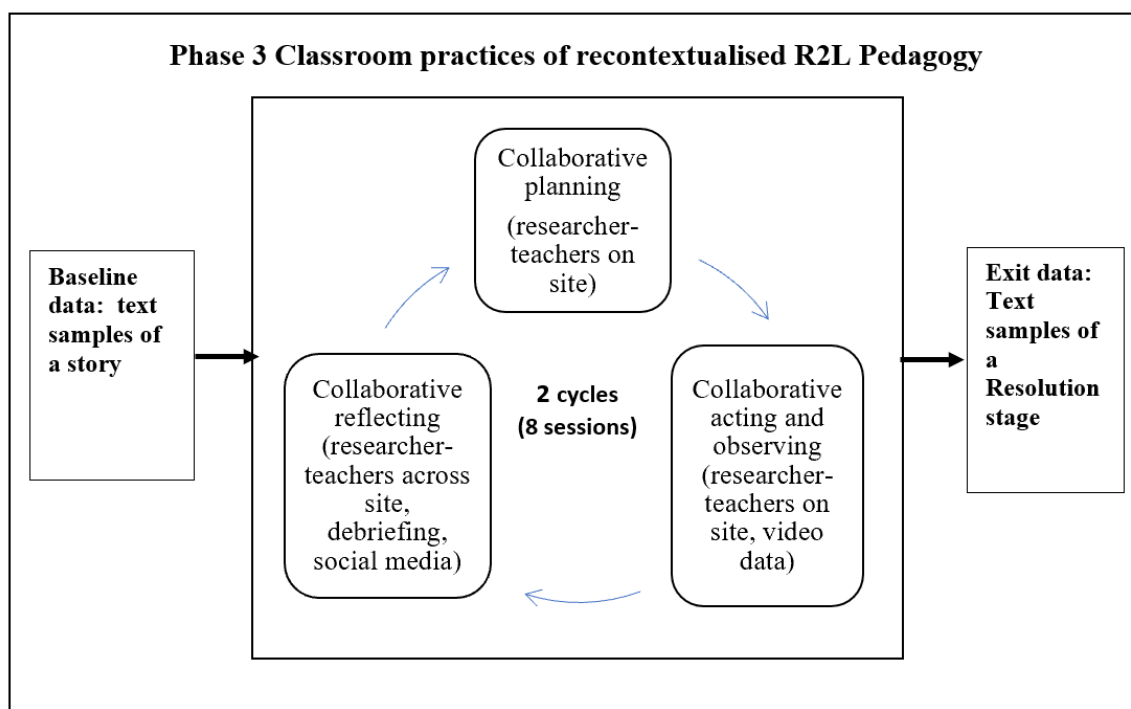 Phase 3 Classroom practices of recontextualised R2L Pedagogy
Baseline
data: text
samples of
a story
Collaborative
planning
(researcher-
teachers on
site)
Collaborative
reflecting
(researcher-
teachers across
site,
debriefing,
social media)
2 cycles
(8 sessions)
Collaborative
acting and
observing
(researcher-
teachers on
site, video
data)
Exit data:
Text
samples of
a
Resolution
stage